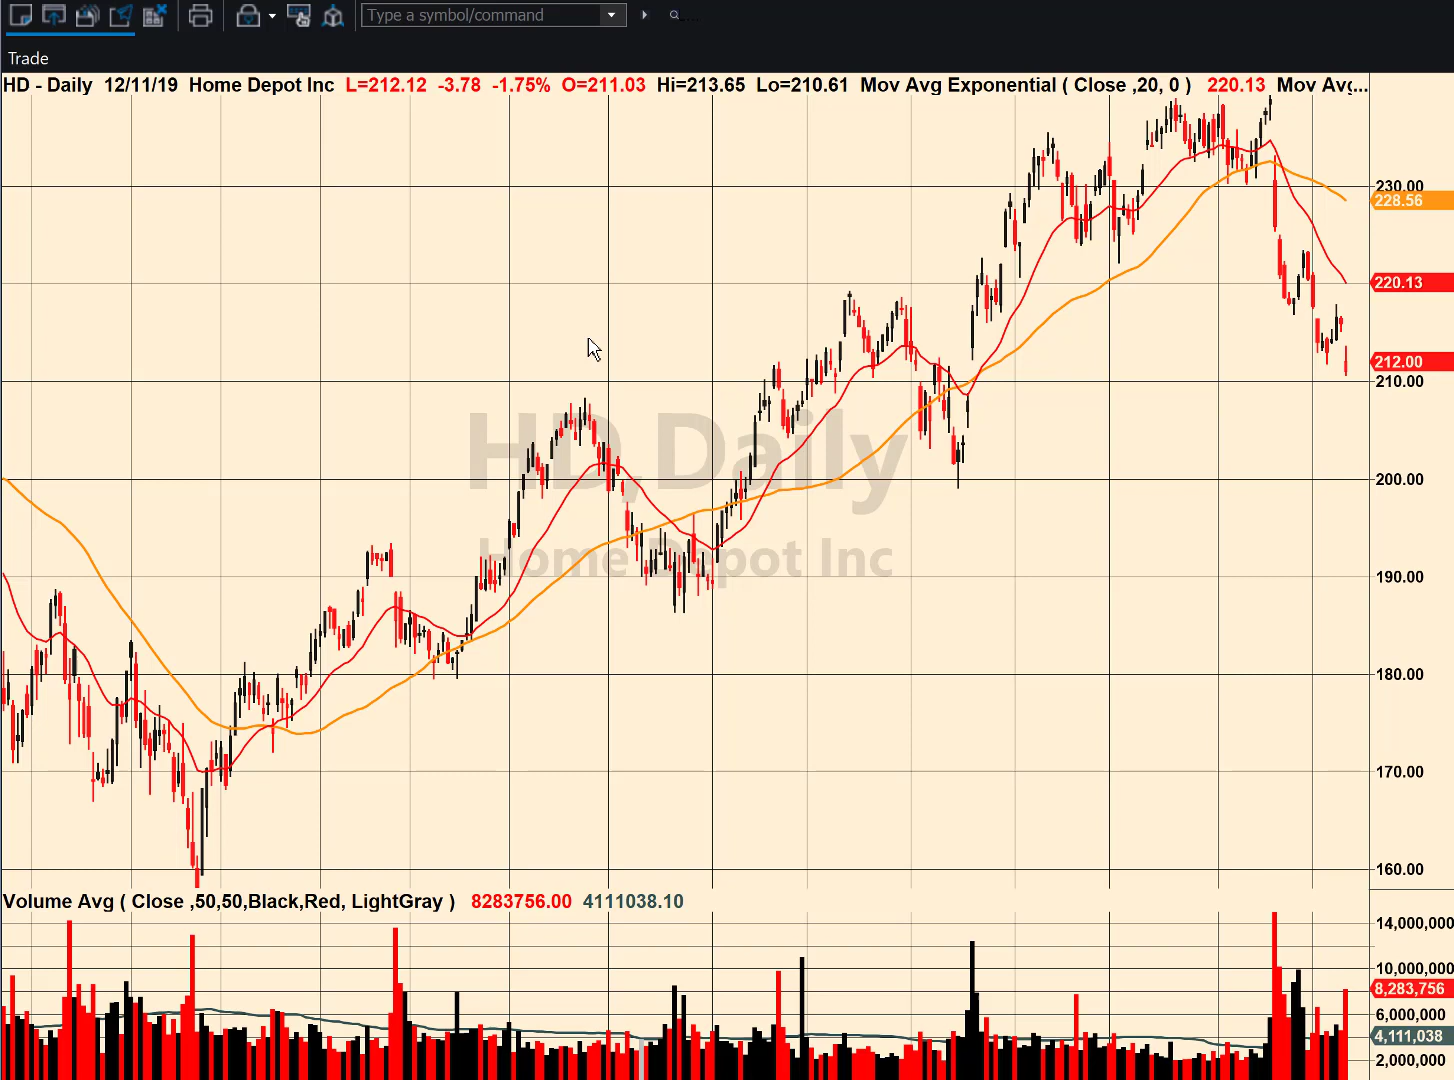 Type a symbol/command
Trade
HD - Daily 12/11/19 Home Depot Inc L=212.12 -3.78 -1.75% O=211.03 Hi=213.65 Lo=210.61 Mov Avg Exponential ( Close ,20, 0 ) 220.13 Mov Avg...
230.00
228.56
220.13
212.00
210.00
HD,Daily
200.00
Home Depot Inc
190.00
180.00
170.00
160.00
Volume Avg ( Close ,50,50,Black,Red, LightGray ) 8283756.00 4111038.10
14,000,000
10,000,000
8,283,756
6,000,000
4,111,038
2,000,000